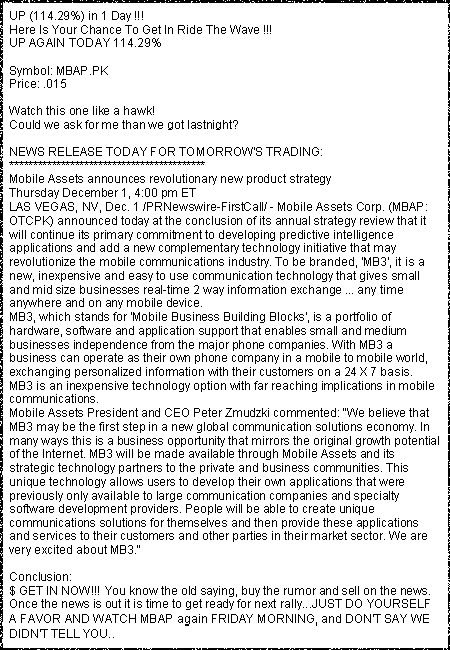 UP (114.29%) in 1 Day !!!
Here Is Your Chance To Get In Ride The Wave !!!
UP AGAIN TODAY 114.29%
Symbol: MBAP.PK
Price: .015
Watch this one like a hawk!
Could we ask for me than we got lastnight?
NEWS RELEASE TODAY FOR TOMORROW'S TRADING:
****************************************
Mobile Assets announces revolutionary new product strategy
Thursday December 1, 4:00 pm ET
LAS VEGAS, NV, Dec. 1 /PRNewswire-FirstCall/ - Mobile Assets Corp. (MBAP:
OTCPK) announced today at the conclusion of its annual strategy review that it
will continue its primary commitment to developing predictive intelligence
applications and add a new complementary technology initiative that may
revolutionize the mobile communications industry. To be branded, 'MB3', it is a
new, inexpensive and easy to use communication technology that gives small
and mid size businesses real-time 2 way information exchange ... any time
anywhere and on any mobile device.
MB3, which stands for 'Mobile Business Building Blocks', is a portfolio of
hardware, software and application support that enables small and medium
businesses independence from the major phone companies. With MB3 a
business can operate as their own phone company in a mobile to mobile world,
exchanging personalized information with their customers on a 24 X 7 basis.
MB3 is an inexpensive technology option with far reaching implications in mobile
communications.
Mobile Assets President and CEO Peter Zmudzki commented: "We believe that
MB3 may be the first step in a new global communication solutions economy. In
many ways this is a business opportunity that mirrors the original growth potential
of the Internet. MB3 will be made available through Mobile Assets and its
strategic technology partners to the private and business communities. This
unique technology allows users to develop their own applications that were
previously only available to large communication companies and specialty
software development providers. People will be able to create unique
communications solutions for themselves and then provide these applications
and services to their customers and other parties in their market sector. We are
very excited about MB3."
Conclusion:
$ GET IN NOW!!! You know the old saying, buy the rumor and sell on the news.
Once the news is out it is time to get ready for next rally...JUST DO YOURSELF
A FAVOR AND WATCH MBAP again FRIDAY MORNING, and DON'T SAY WE
DIDN'T TELL YOU..